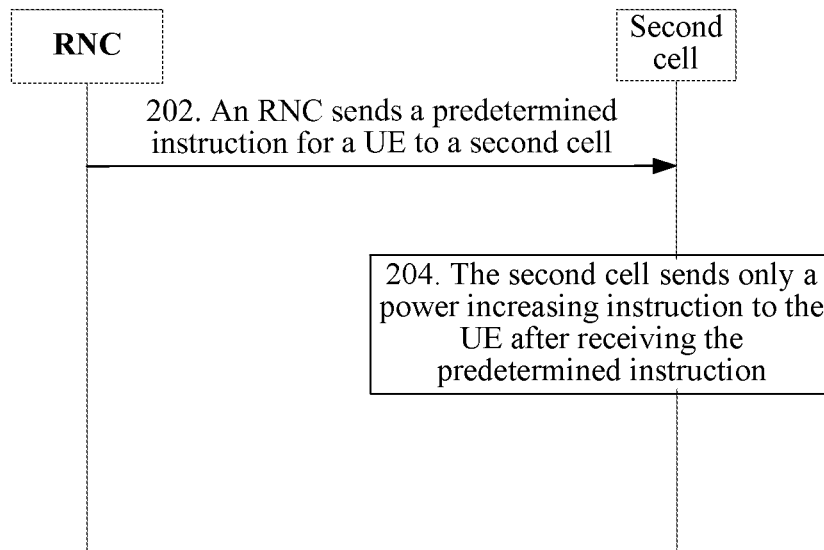 RNC
Second
cell
202. An RNC sends a predetermined
instruction for a UE to a second cell
204. The second cell sends only a
power increasing instruction to the
UE after receiving the
predetermined instruction